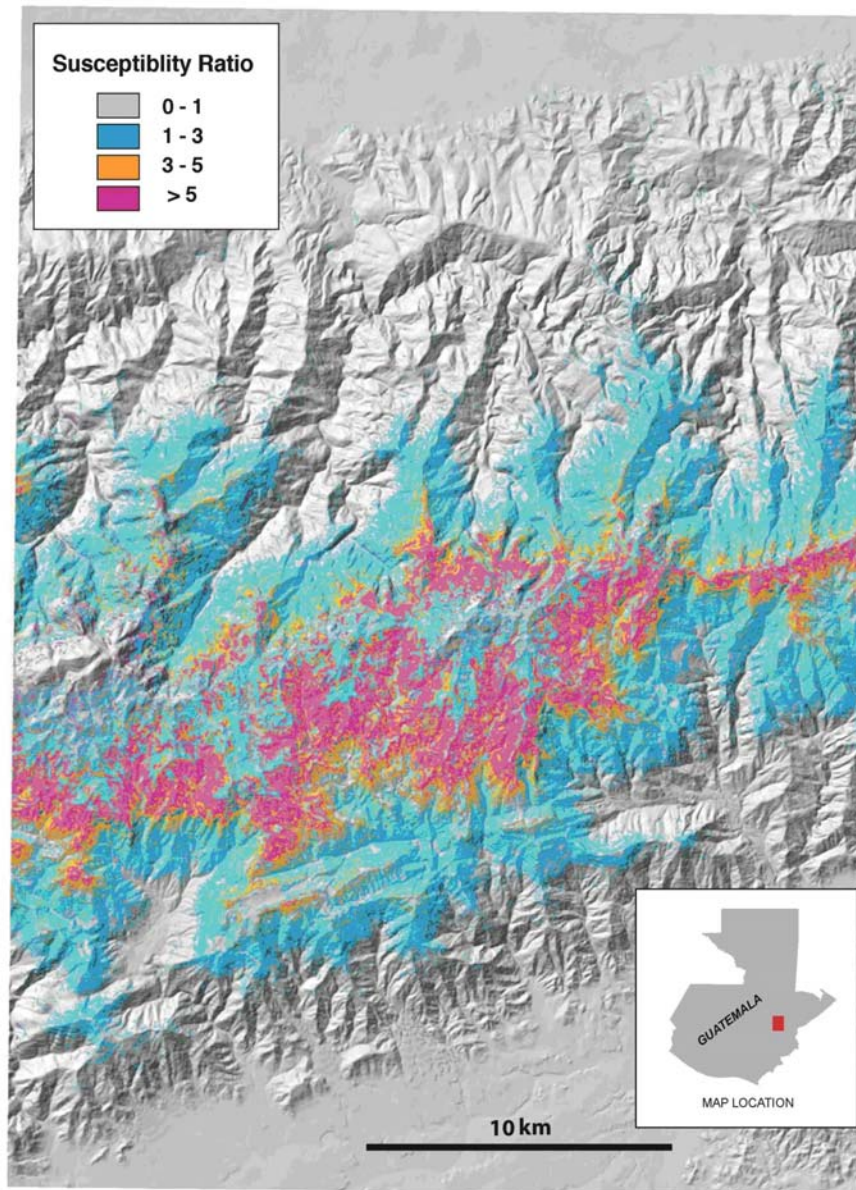 Susceptiblity Ratio
0 - 1
1 - 3
3 - 5
> 5
GUATEMALA
MAP LOCATION
10 km